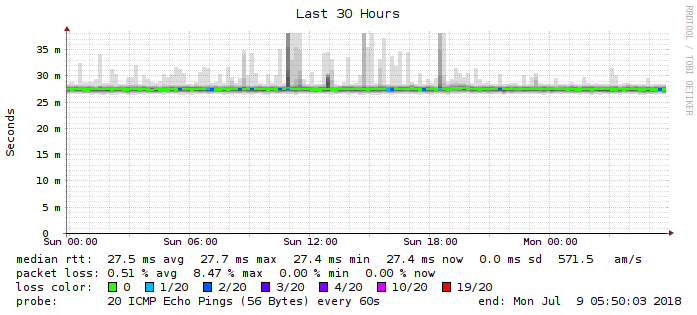 Last 30 Hours
RRDTOOL / TOBI OETIKER
Seconds
35 m
30 m
25 m
20 m
15 m
10 m
5 m
0
Sun 00:00 Sun 06:00 Sun 12:00 Sun 18:00 Mon 00:00
median rtt: 27.5 ms avg 27.7 ms max 27.4 ms min 27.4 ms now 0.0 ms sd 571.5 am/s
packet loss: 0.51 % avg 8.47 % max 0.00 % min 0.00 % now
loss color: 0 1/20 2/20 3/20 4/20 10/20 19/20
probe: 20 ICMP Echo Pings (56 Bytes) every 60s end: Mon Jul 9 05:50:03 2018